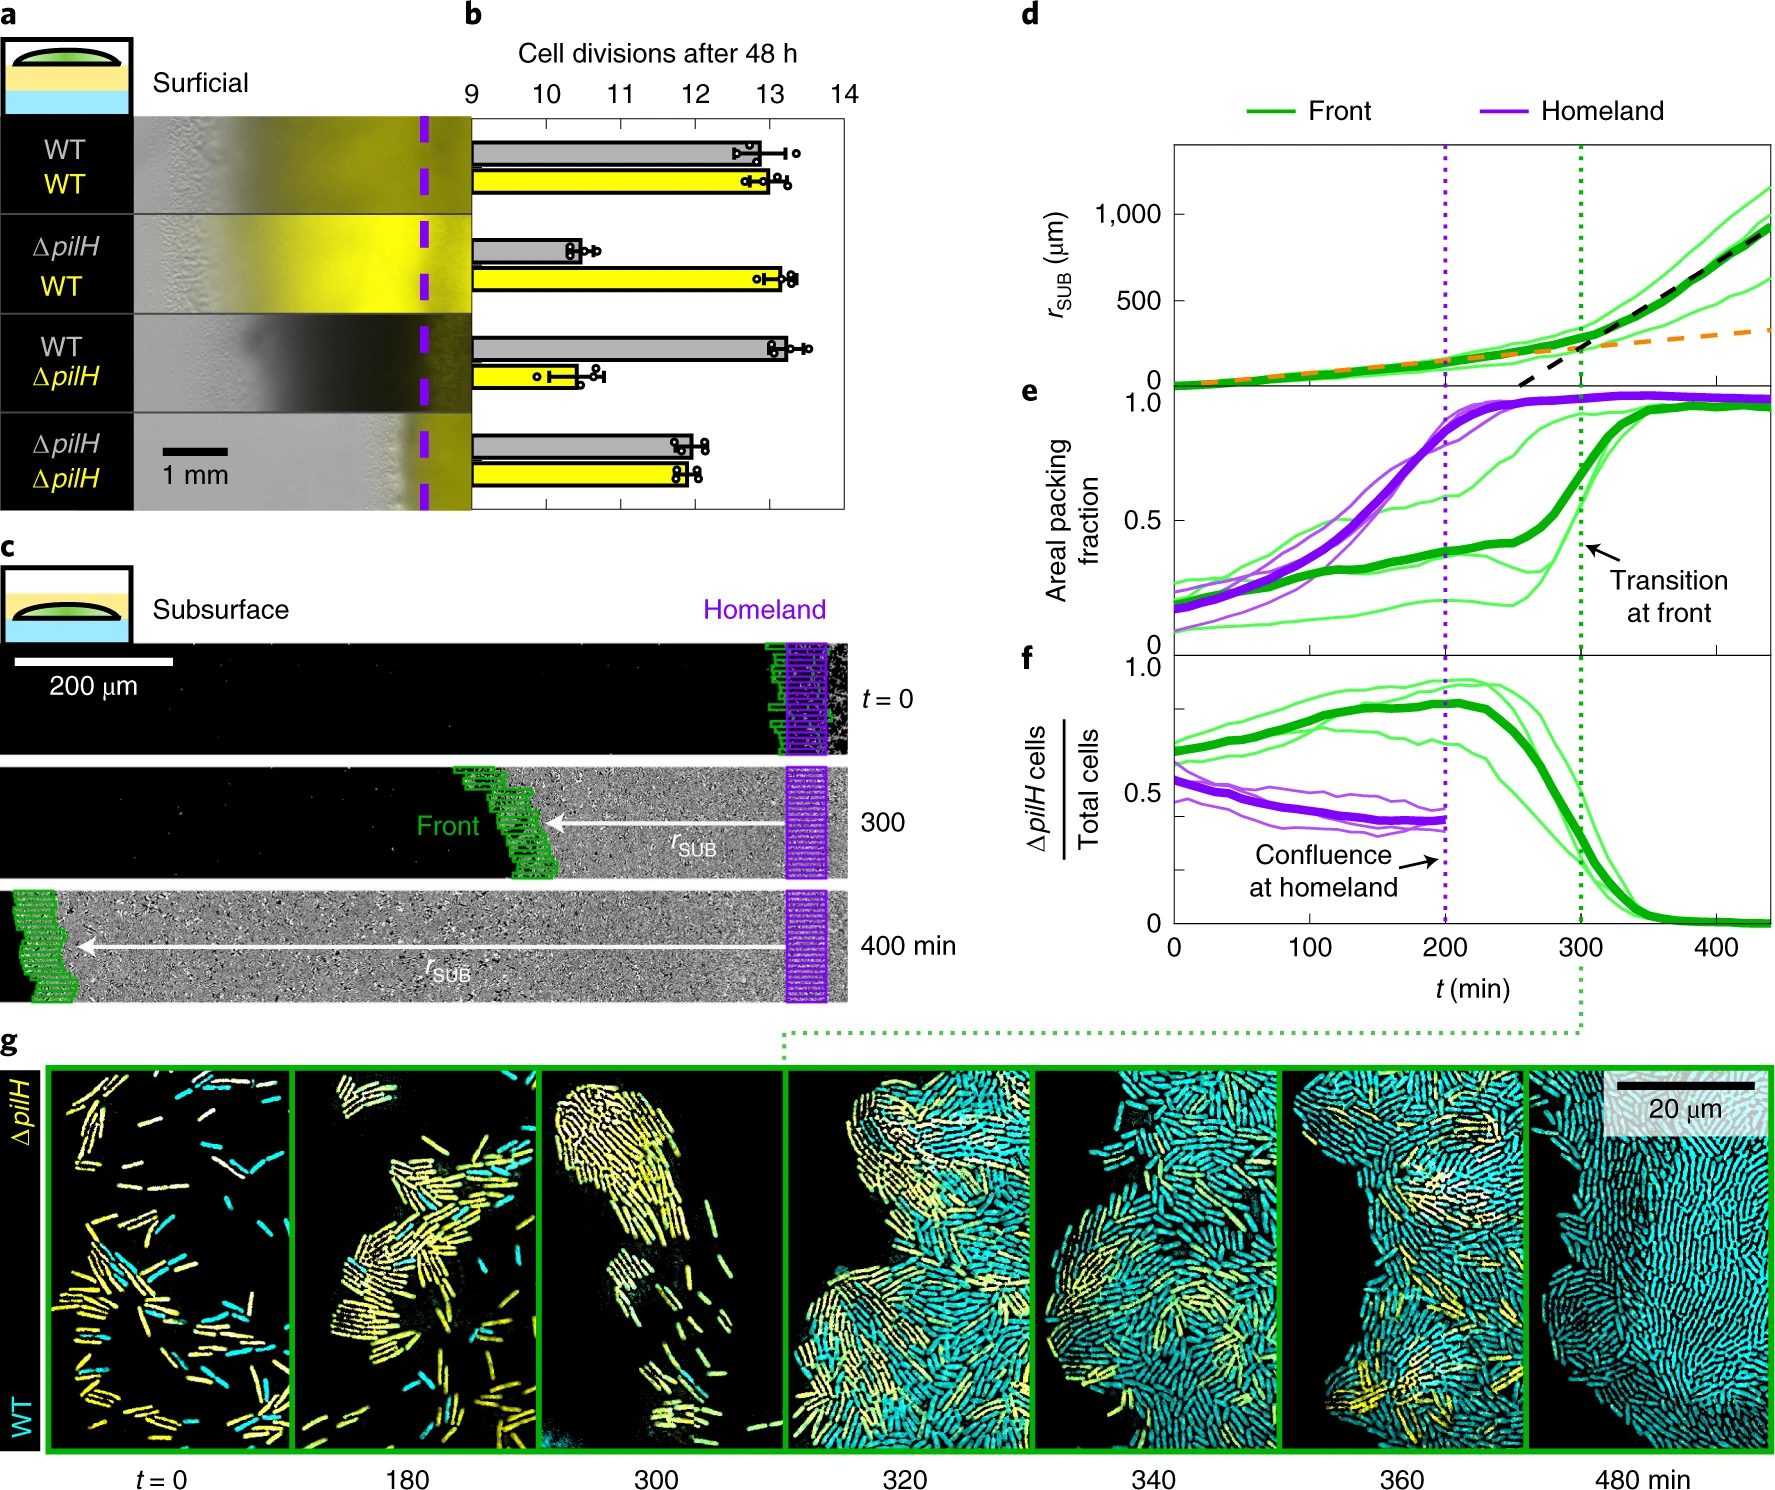 a
Surficial
WT
WT
ΔpilH
WT
WT
ΔpilH
ΔpilH
ΔpilH
1 mm
b
Cell divisions after 48 h
9 10 11 12 13 14
c
Subsurface
Homeland
200 μm
t = 0
Front
rSUB
300
rSUB
400 min
d
Front
Homeland
rSUB (μm)
1,000
500
0
e
Areal packing
fraction
1.0
0.5
0
Transition
at front
f
ΔpilH cells
Total cells
1.0
0.5
0
Confluence
at homeland
0 100 200 300 400
t (min)
g
ΔpilH
WT
20 μm
t = 0 180 300 320 340 360 480 min